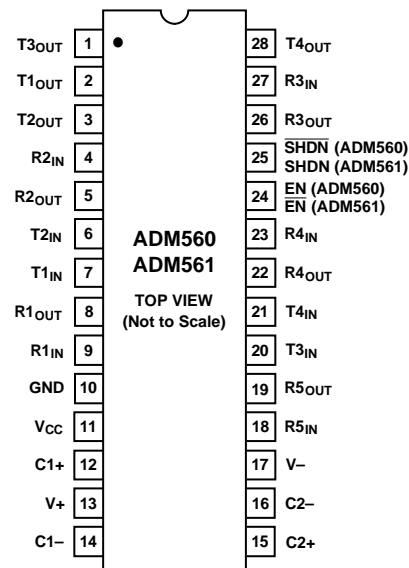 T3OUT 1
T1OUT 2
T2OUT 3
R2IN 4
R2OUT 5
T2IN 6
T1IN 7
R1OUT 8
R1IN 9
GND 10
VCC 11
C1+ 12
V+ 13
C1– 14
ADM560
ADM561
TOP VIEW
(Not to Scale)
28 T4OUT
27 R3IN
26 R3OUT
25 S̅H̅D̅N̅ (ADM560)
SHDN (ADM561)
24 EN (ADM560)
E̅N̅ (ADM561)
23 R4IN
22 R4OUT
21 T4IN
20 T3IN
19 R5OUT
18 R5IN
17 V–
16 C2–
15 C2+